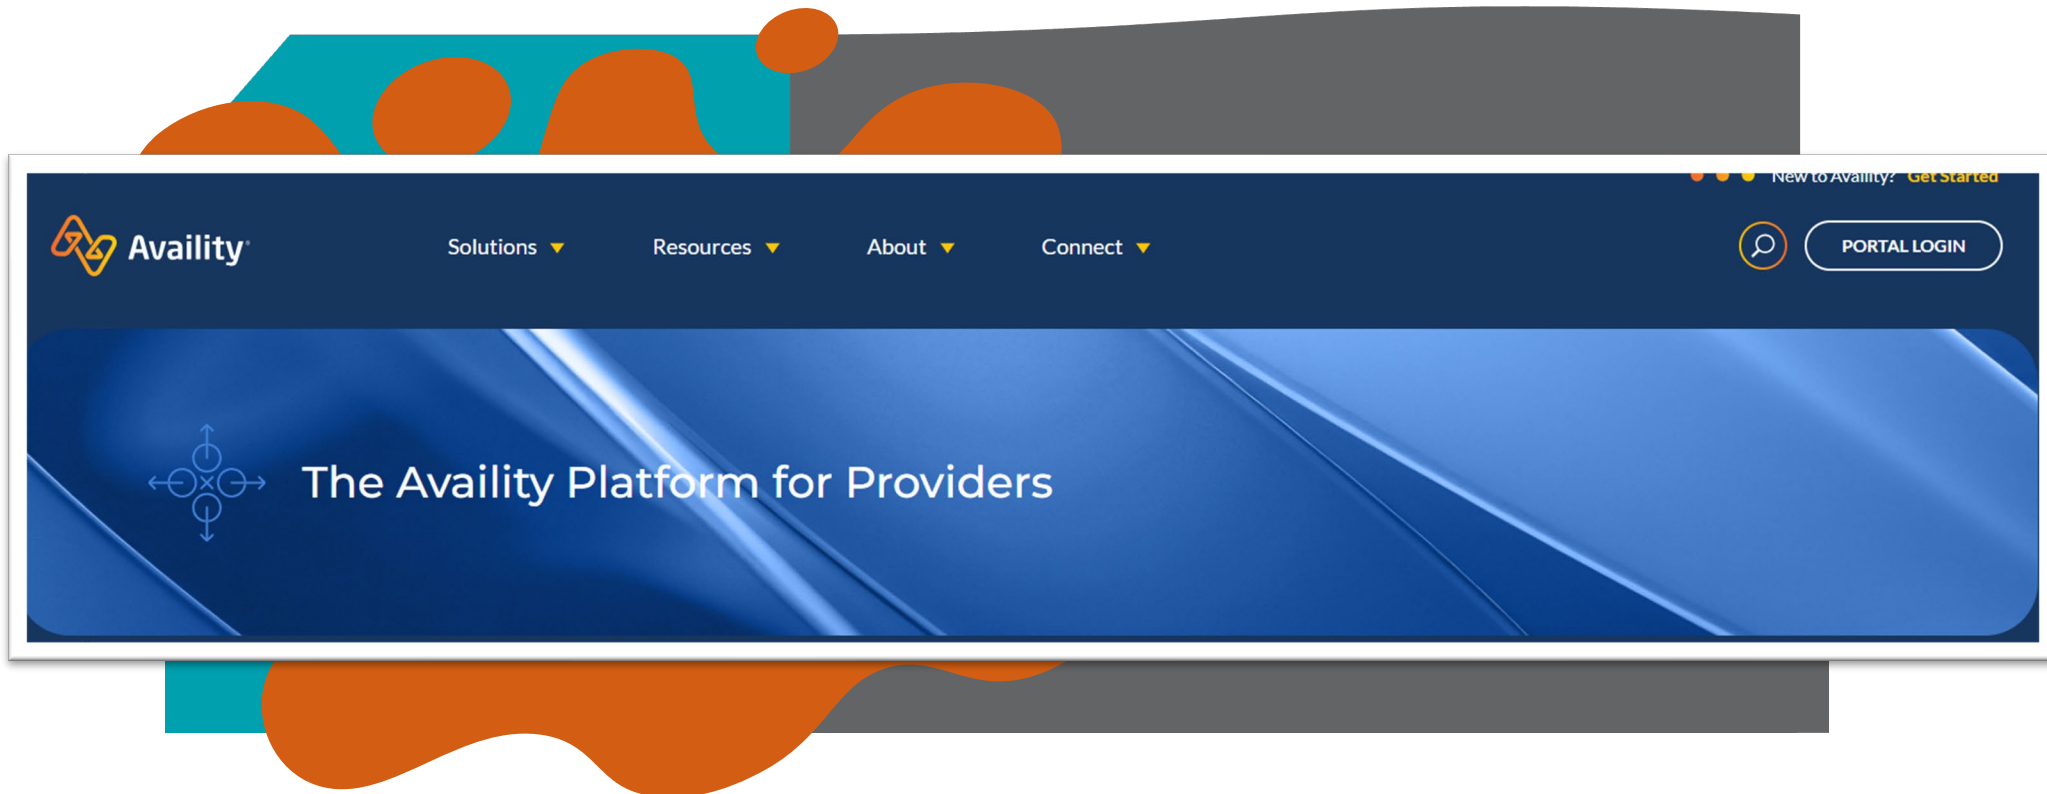 New to Availity? Get Started
Availity
Solutions Resources About Connect
PORTAL LOGIN
The Availity Platform for Providers